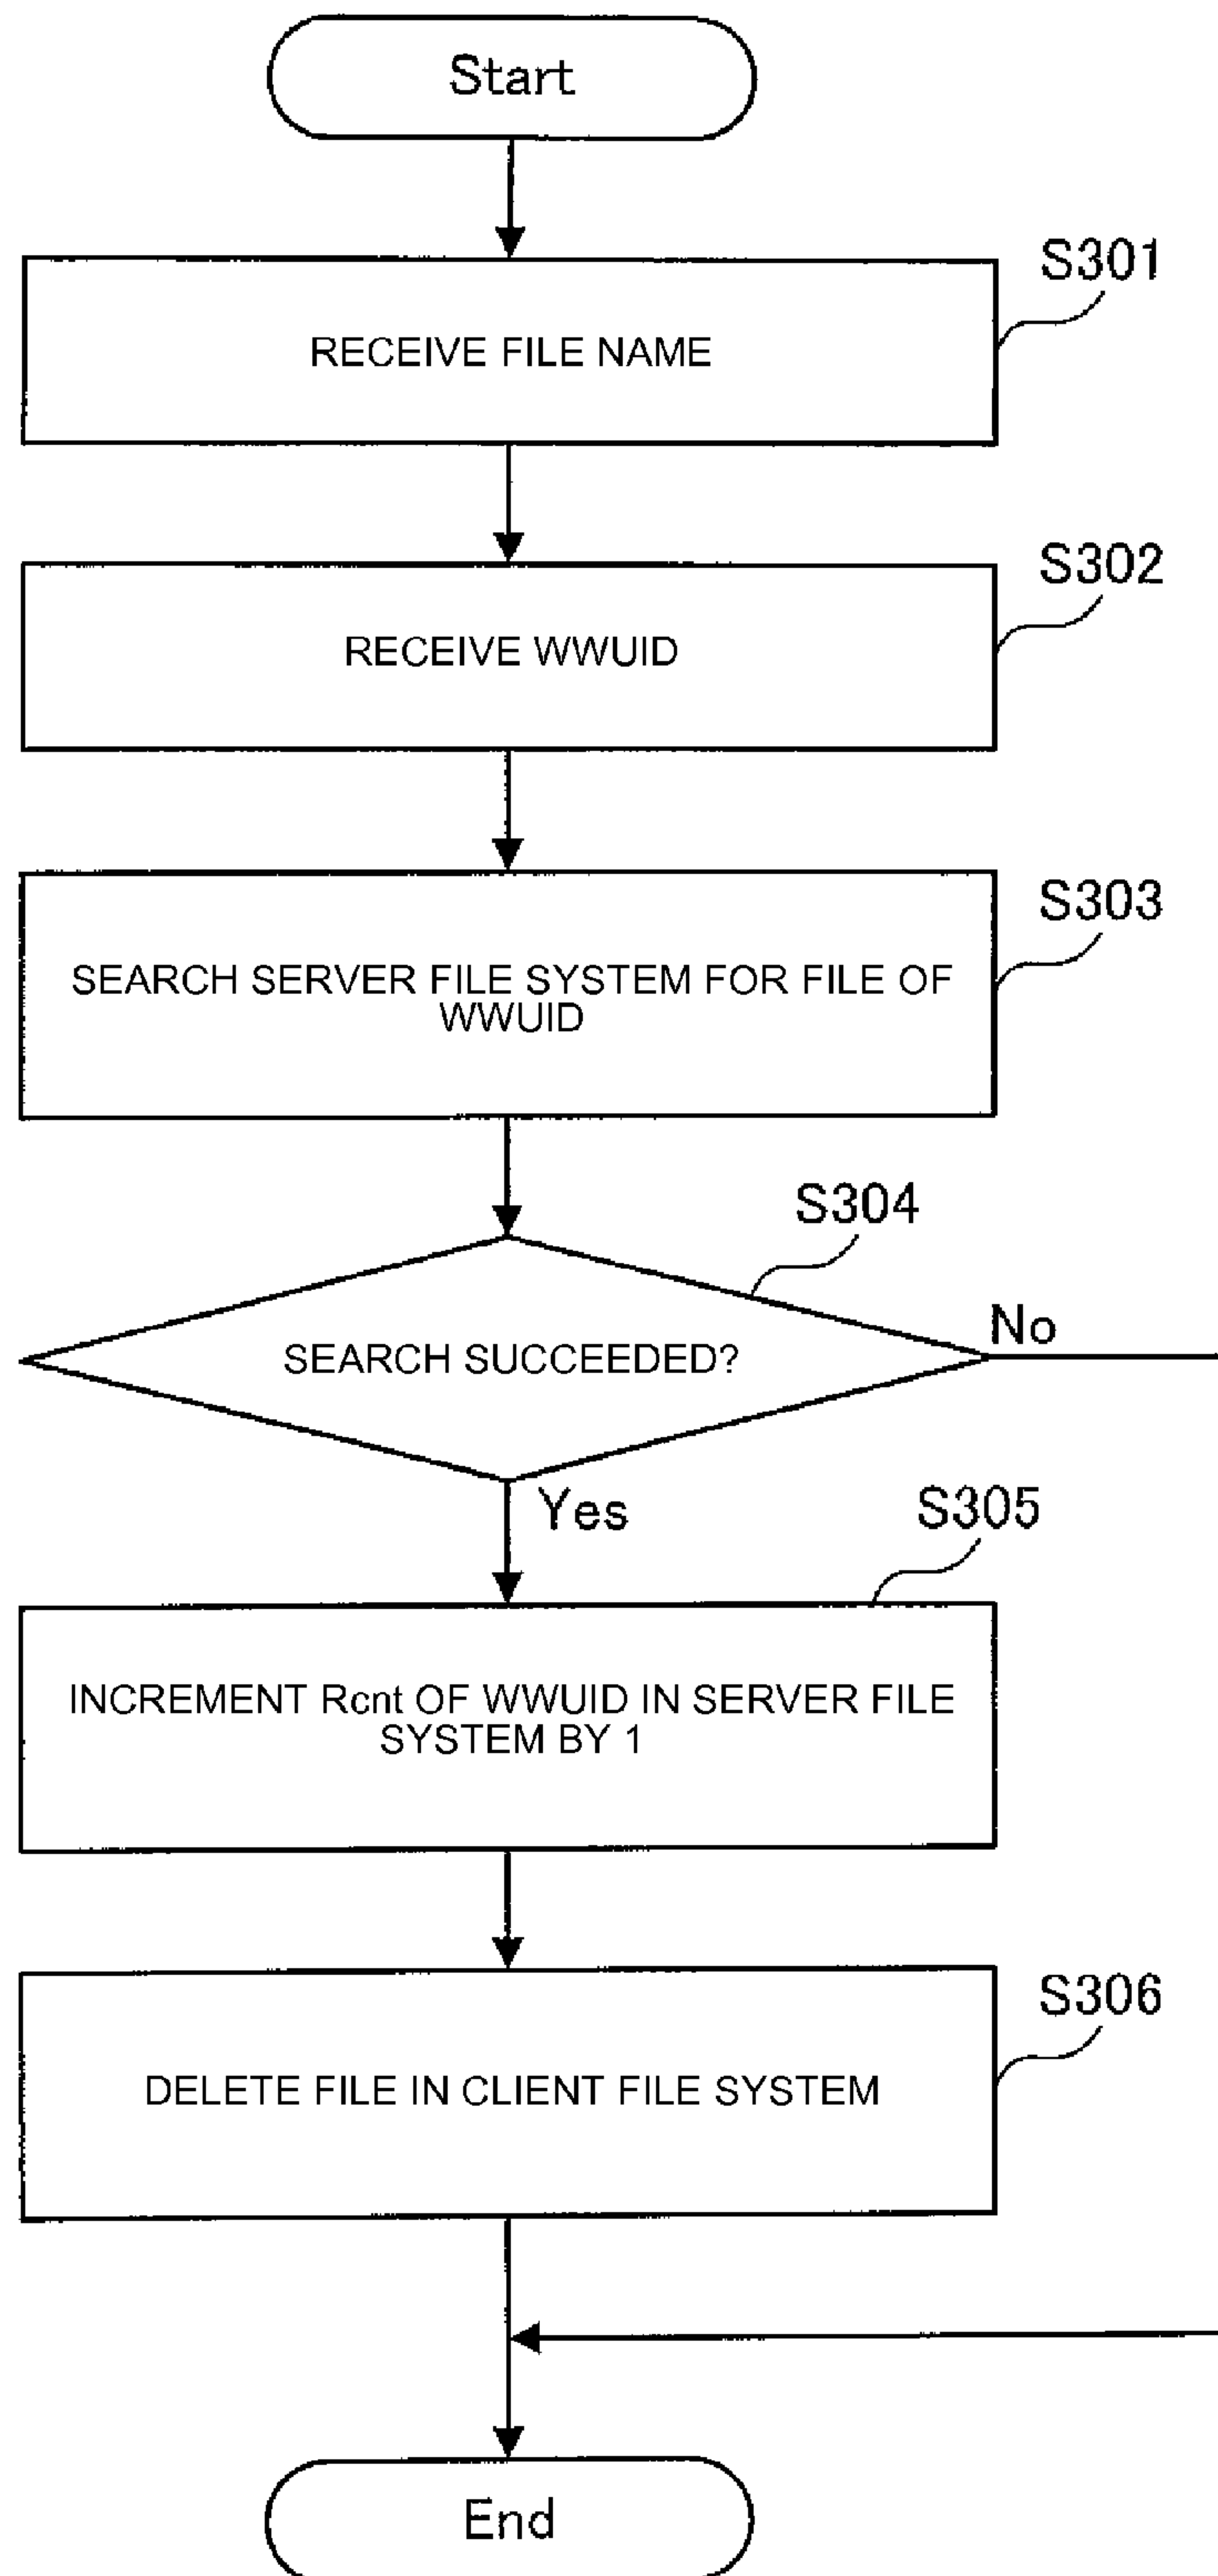 Start
S301
RECEIVE FILE NAME
S302
RECEIVE WWUID
S303
SEARCH SERVER FILE SYSTEM FOR FILE OF
WWUID
S304
No
SEARCH SUCCEEDED?
Yes
S305
INCREMENT Rcnt OF WWUID IN SERVER FILE
SYSTEM BY 1
S306
DELETE FILE IN CLIENT FILE SYSTEM
End